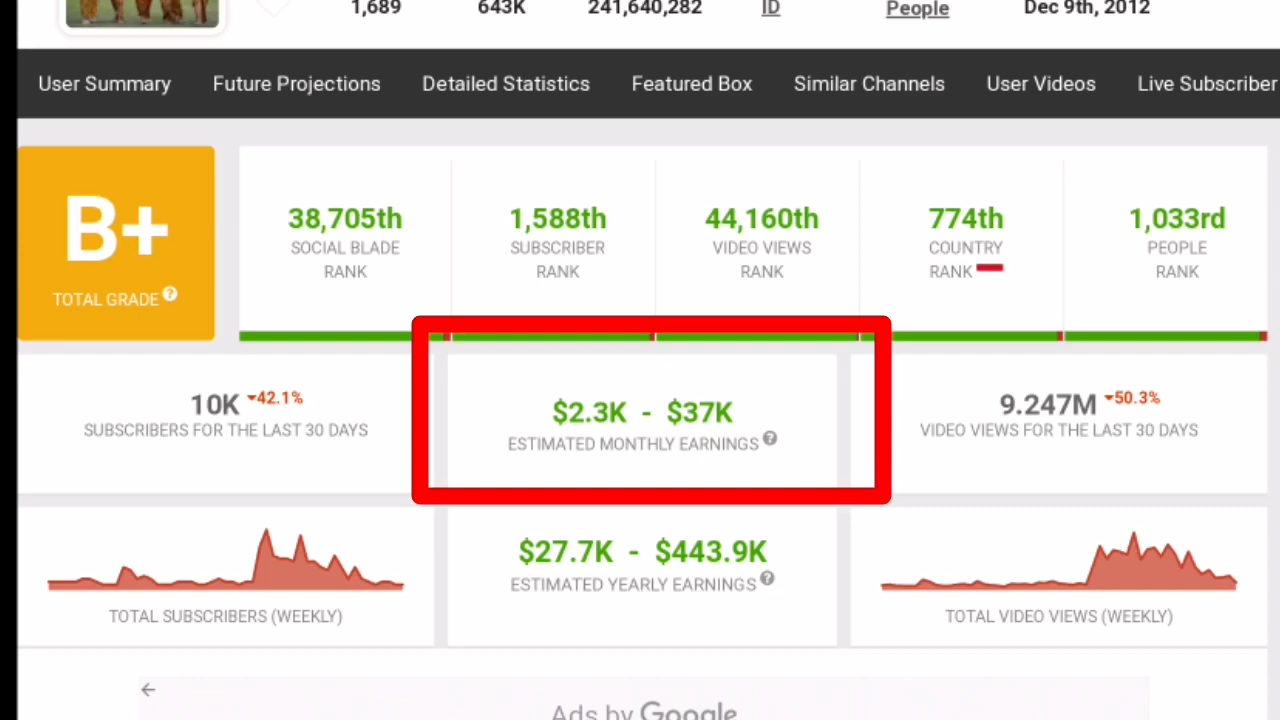 1,689 643K 241,640,282 ID People Dec 9th, 2012
User Summary Future Projections Detailed Statistics Featured Box Similar Channels User Videos Live Subscriber
B+
TOTAL GRADE ?
38,705th 1,588th 44,160th 774th 1,033rd
SOCIAL BLADE SUBSCRIBER VIDEO VIEWS COUNTRY PEOPLE
RANK RANK RANK RANK RANK
10K 42.1%
SUBSCRIBERS FOR THE LAST 30 DAYS
$2.3K - $37K
ESTIMATED MONTHLY EARNINGS ?
9.247M 50.3%
VIDEO VIEWS FOR THE LAST 30 DAYS
TOTAL SUBSCRIBERS (WEEKLY)
$27.7K - $443.9K
ESTIMATED YEARLY EARNINGS ?
TOTAL VIDEO VIEWS (WEEKLY)
Ads by Google